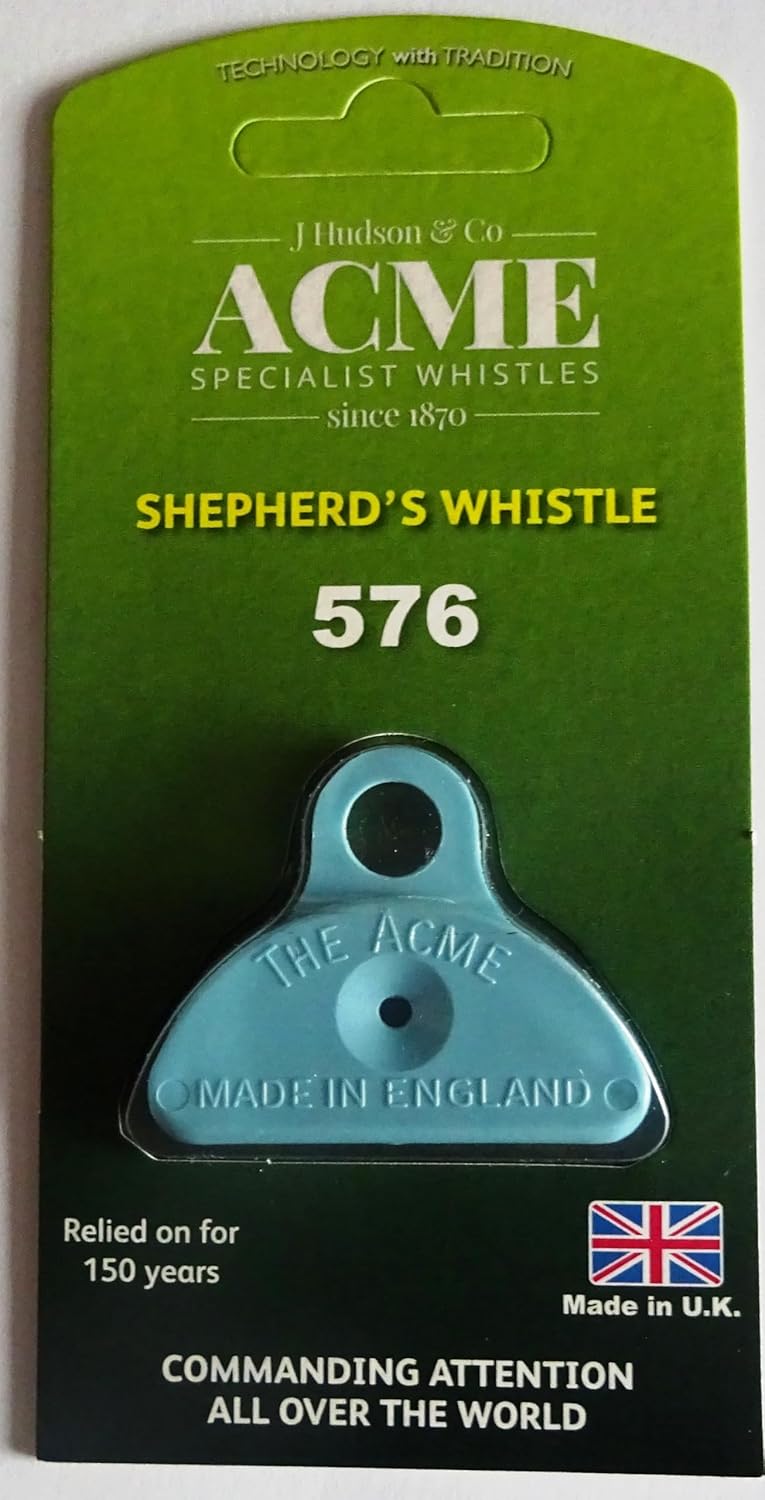 TECHNOLOGY with TRADITION
J Hudson & Co
ACME
SPECIALIST WHISTLES
since 1870
SHEPHERD'S WHISTLE
576
THE ACME
MADE IN ENGLAND
Relied on for
150 years
Made in U.K.
COMMANDING ATTENTION
ALL OVER THE WORLD